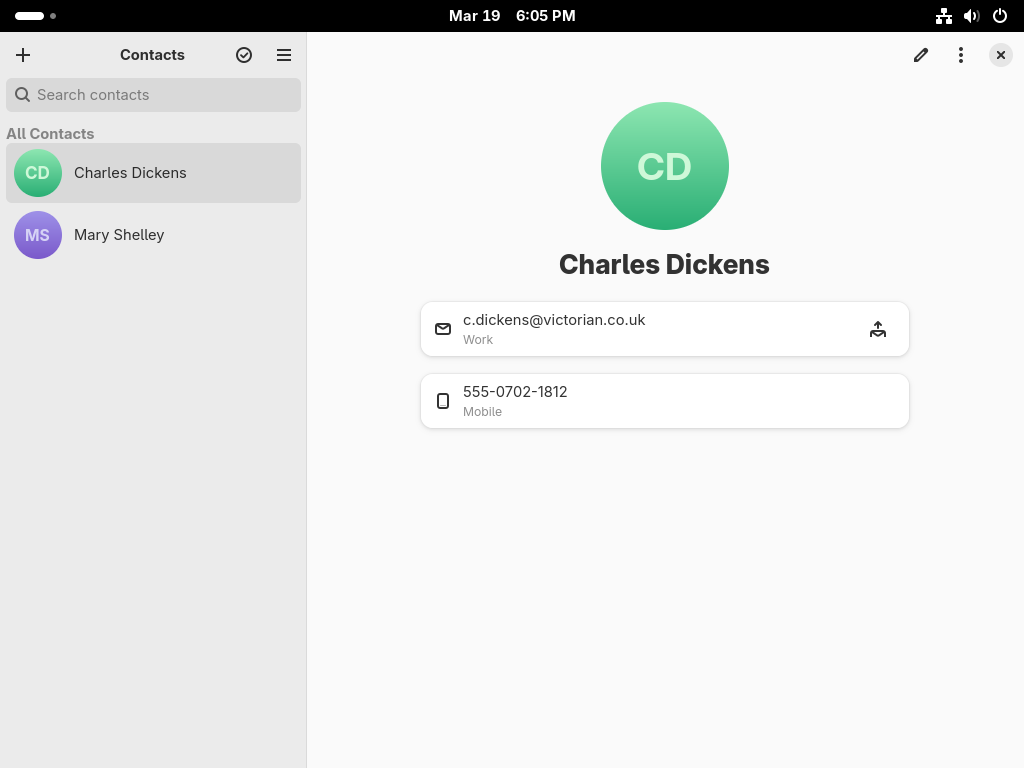 Mar 19 6:05 PM
Contacts
Search contacts
All Contacts
CD Charles Dickens
MS Mary Shelley
CD
Charles Dickens
c.dickens@victorian.co.uk
Work
555-0702-1812
Mobile